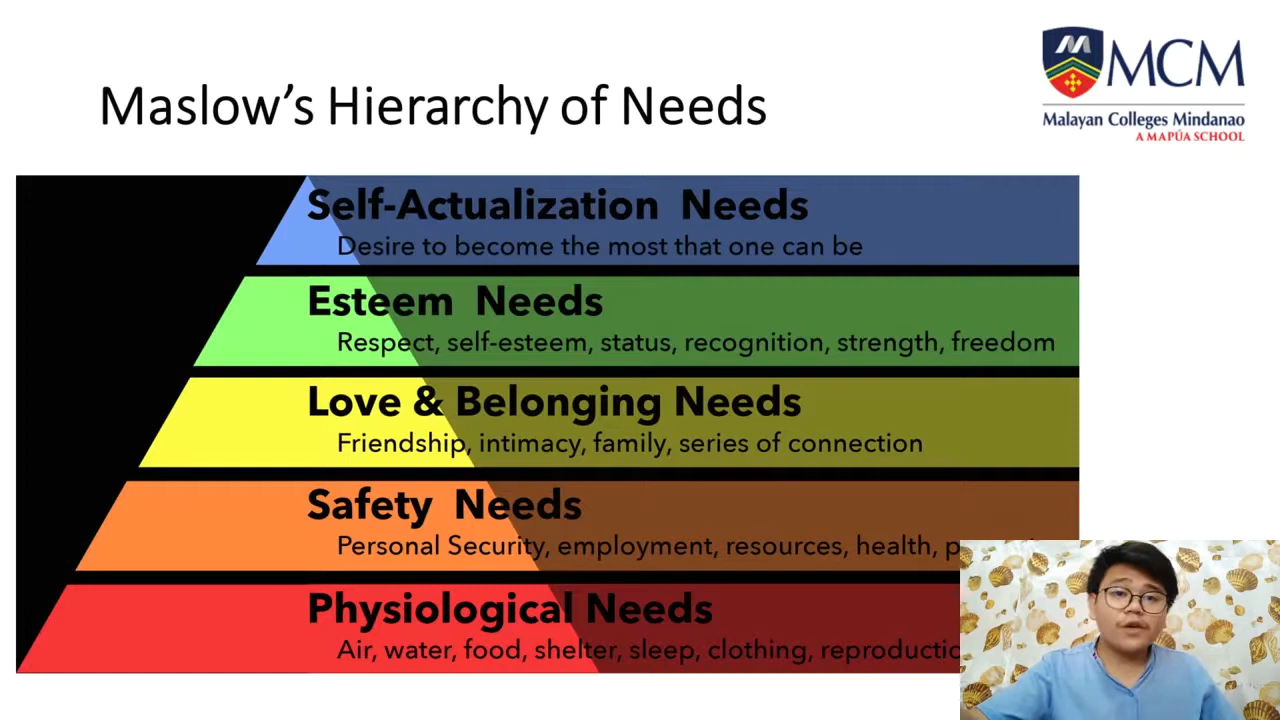 Maslow's Hierarchy of Needs
MCM
Malayan Colleges Mindanao
A MAPÚA SCHOOL
Self-Actualization Needs
Desire to become the most that one can be
Esteem Needs
Respect, self-esteem, status, recognition, strength, freedom
Love & Belonging Needs
Friendship, intimacy, family, series of connection
Safety Needs
Personal Security, employment, resources, health,
Physiological Needs
Air, water, food, shelter, sleep, clothing,